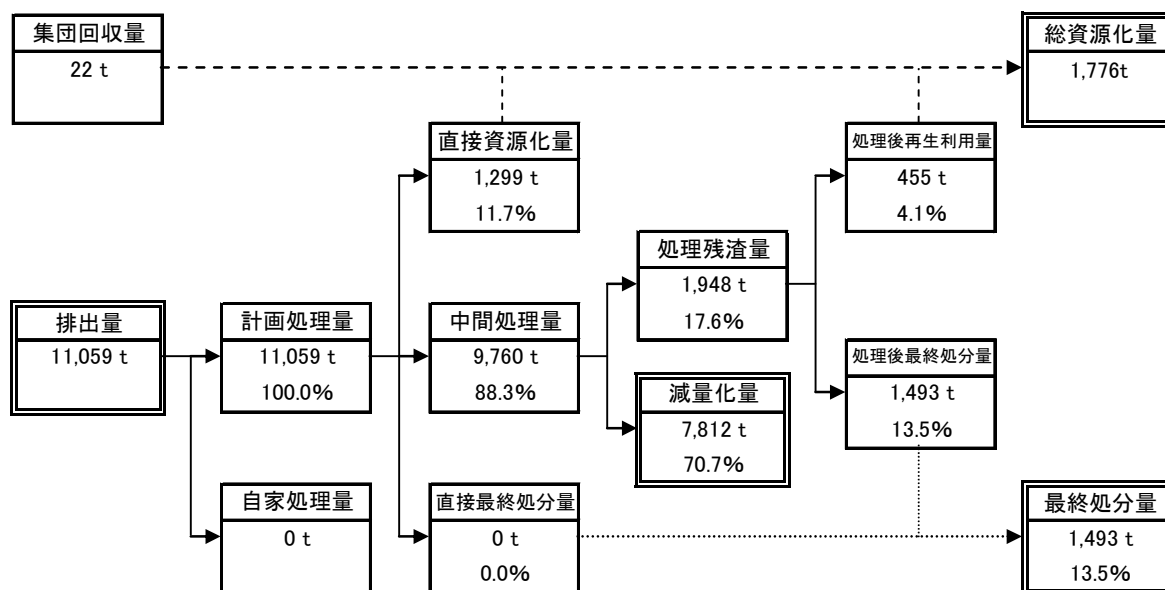 集団回収量
22 t
総資源化量
1,776t
直接資源化量
1,299 t
11.7%
処理後再生利用量
455 t
4.1%
処理残渣量
1,948 t
17.6%
排出量
11,059 t
計画処理量
11,059 t
100.0%
中間処理量
9,760 t
88.3%
処理後最終処分量
1,493 t
13.5%
減量化量
7,812 t
70.7%
自家処理量
0 t
直接最終処分量
0 t
0.0%
最終処分量
1,493 t
13.5%